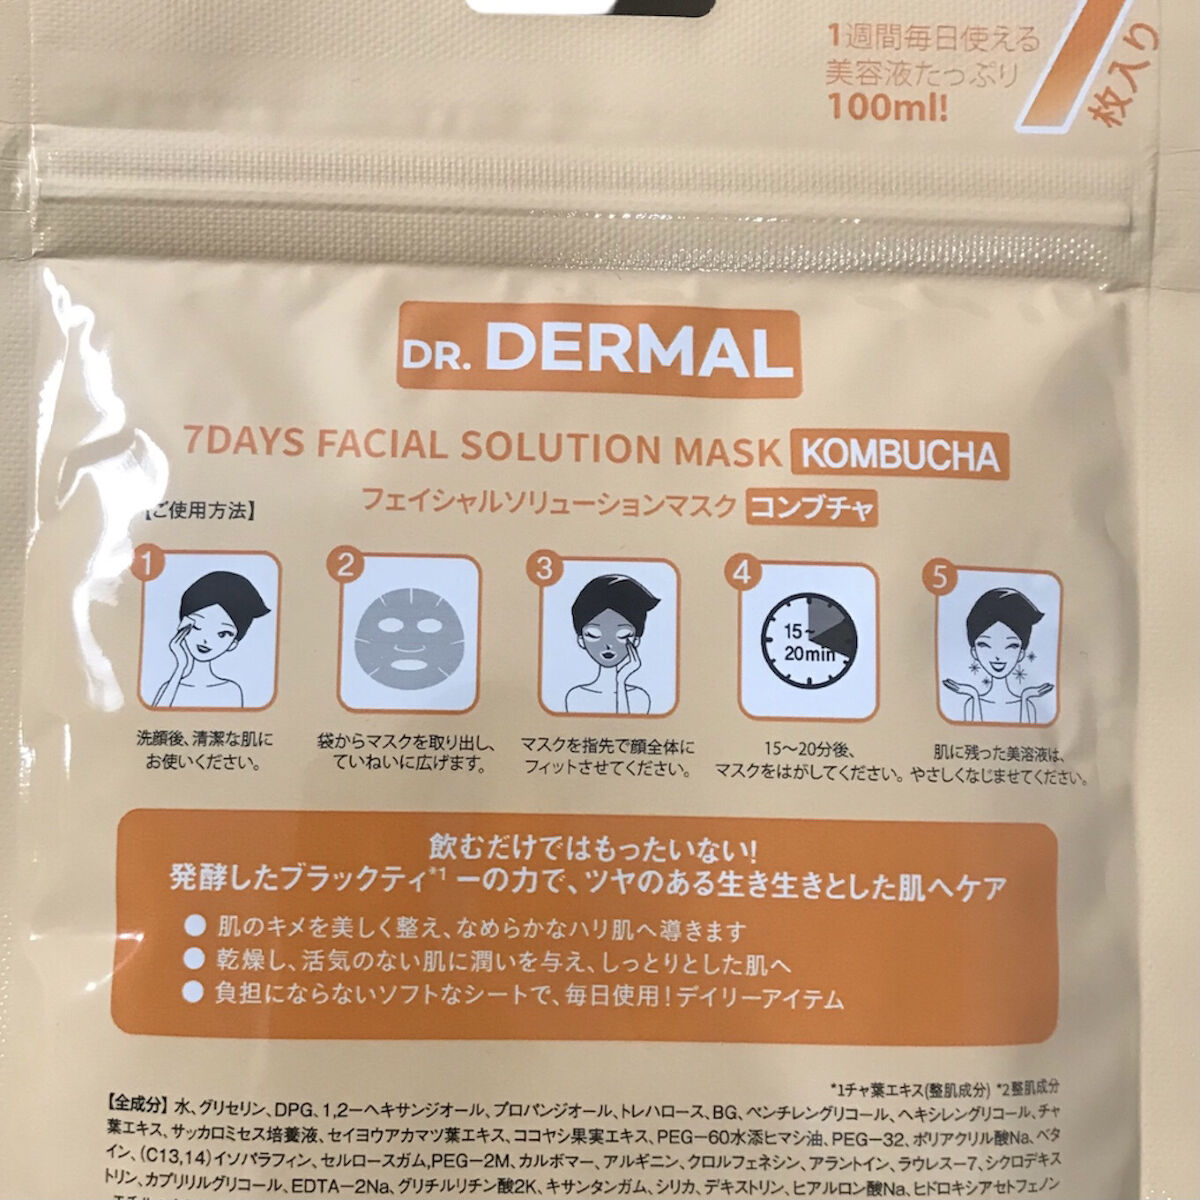 1週間毎日使える
美容液たっぷり
100ml!
7枚入り
DR. DERMAL
7DAYS FACIAL SOLUTION MASK KOMBUCHA
フェイシャルソリューションマスク コンブチャ
【ご使用方法】
1
2
3
4
5
15~
20min
洗顔後、清潔な肌に
お使いください。
袋からマスクを取り出し、
ていねいに広げます。
マスクを指先で顔全体に
フィットさせてください。
15〜20分後、
マスクをはがしてください。
肌に残った美溶液は、
やさしくなじませてください。
飲むだけではもったいない!
発酵したブラックティ*1 ーの力で、ツヤのある生き生きとした肌へケア
● 肌のキメを美しく整え、なめらかなハリ肌へ導きます
● 乾燥し、活気のない肌に潤いを与え、しっとりとした肌へ
● 負担にならないソフトなシートで、毎日使用!デイリーアイテム
*1チャ葉エキス(整肌成分) *2整肌成分
【全成分】水、グリセリン、DPG、1,2ーヘキサンジオール、プロパンジオール、トレハロース、BG、ペンチレングリコール、ヘキシレングリコール、チャ
葉エキス、サッカロミセス培養液、セイヨウアカマツ葉エキス、ココヤシ果実エキス、PEG−60水添ヒマシ油、PEG−32、ポリアクリル酸Na、ベタ
イン、(C13,14)イソパラフィン、セルロースガム,PEG−2M、カルボマー、アルギニン、クロルフェネシン、アラントイン、ラウレス−7、シクロデキス
トリン、カプリリルグリコール、EDTA−2Na、グリチルリチン酸2K、キサンタンガム、シリカ、デキストリン、ヒアルロン酸Na、ヒドロキシアセトフェノン